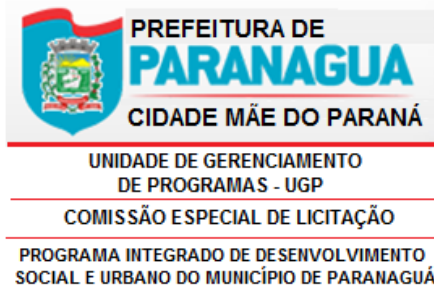 PREFEITURA DE
PARANAGUA
CIDADE MÃE DO PARANÁ
UNIDADE DE GERENCIAMENTO
DE PROGRAMAS - UGP
COMISSÃO ESPECIAL DE LICITAÇÃO
PROGRAMA INTEGRADO DE DESENVOLVIMENTO
SOCIAL E URBANO DO MUNICÍPIO DE PARANAGUÁ